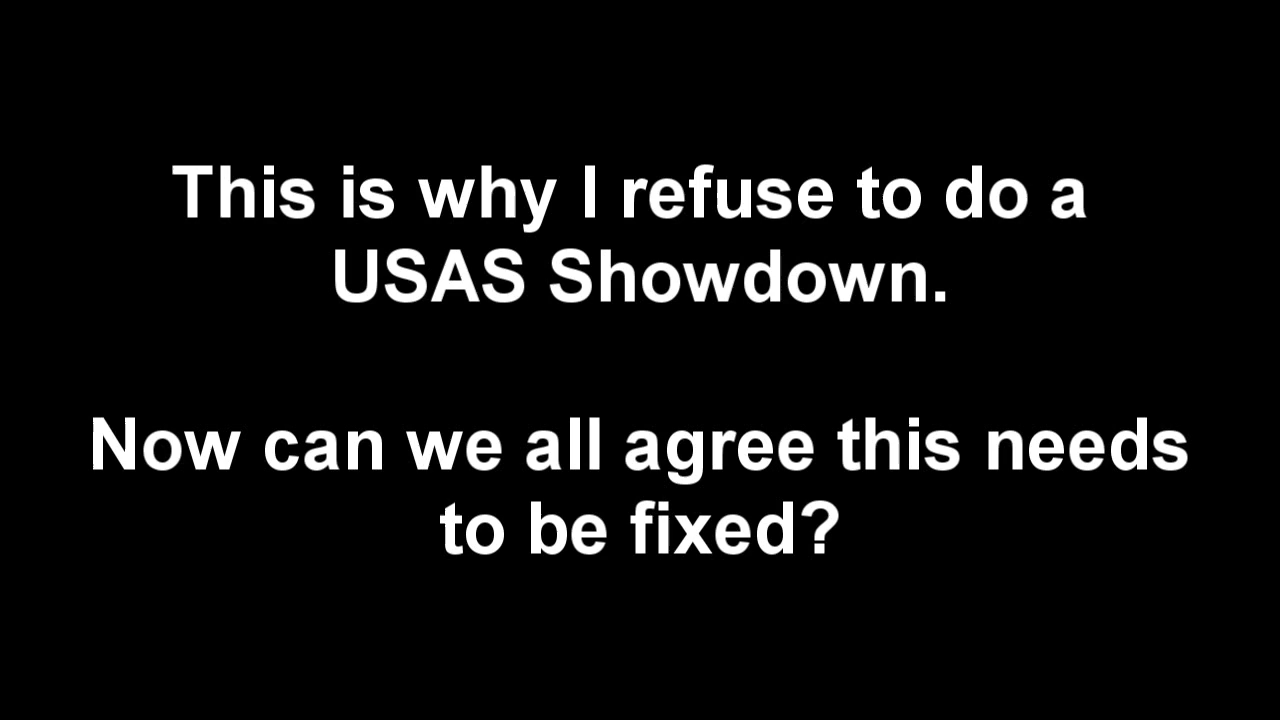 This is why I refuse to do a
USAS Showdown.
Now can we all agree this needs
to be fixed?